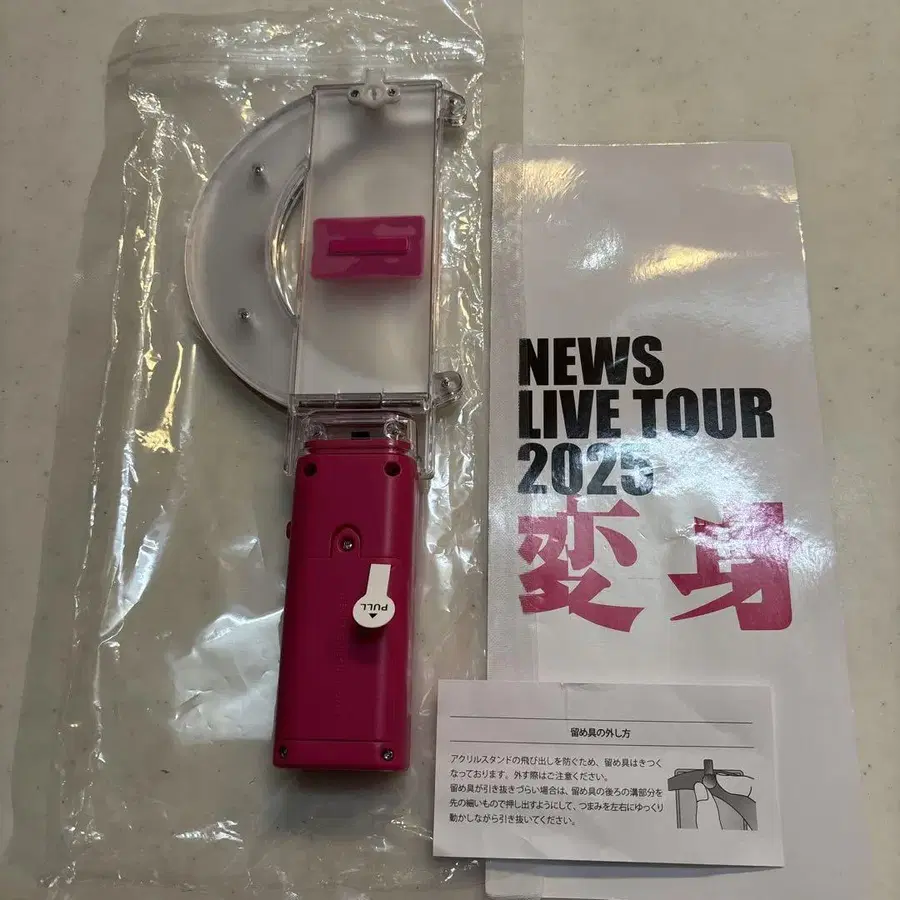 NEWS
LIVE TOUR
2025
変身
PULL
留め具の外し方
アクリルスタンドの飛び出しを防ぐため、留め具はきつく
なっております。外す際はご注意ください。
留め具が引き抜きづらい場合は、留め具の後ろの溝部分を
先の細いもので押し出すようにして、つまみを左右にゆっくり
動かしながら引き抜いてください。